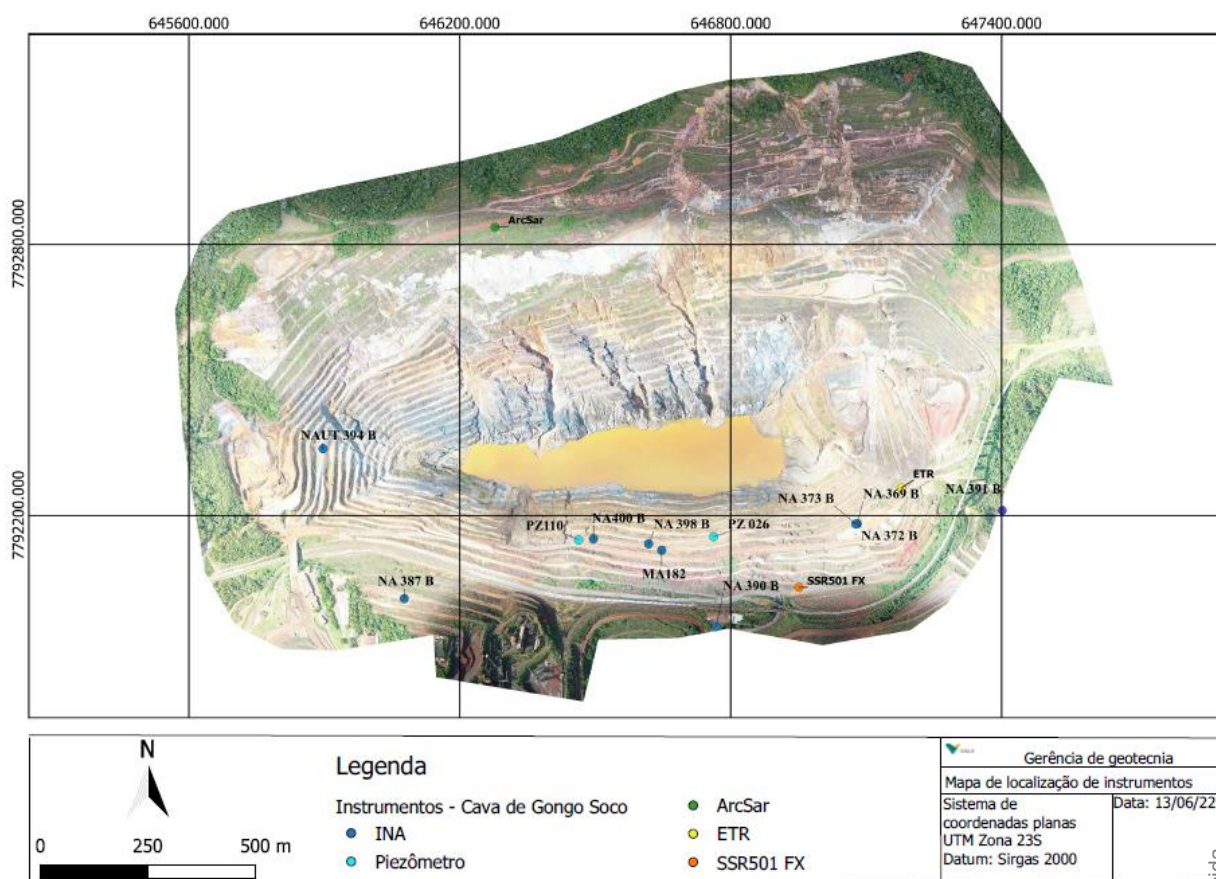 645600.000 646200.000 646800.000 647400.000
7792800.000
7792200.000
ArcSar
NAUT 394 B
ETR
NA 373 B
NA 369 B
NA 391 B
PZ110
NA400 B
NA 398 B
PZ 026
NA 372 B
MA182
NA 387 B
NA 390 B
SSR501 FX
N
0 250 500 m
Legenda
Instrumentos - Cava de Gongo Soco
INA
Piezômetro
ArcSar
ETR
SSR501 FX
VALE
Gerência de geotecnia
Mapa de localização de instrumentos
Sistema de
coordenadas planas
UTM Zona 23S
Datum: Sirgas 2000
Data: 13/06/22